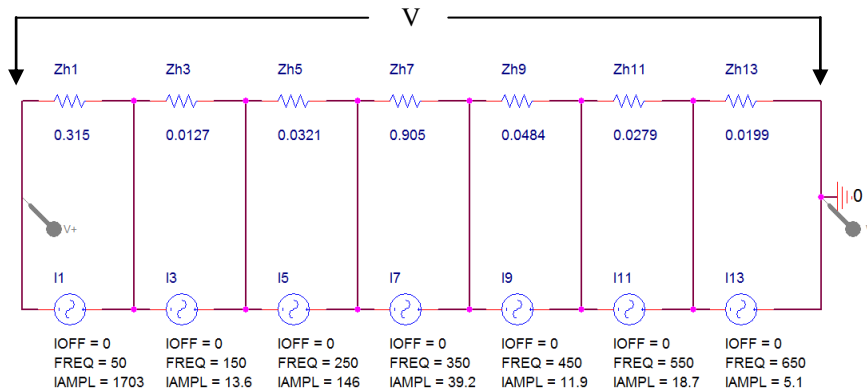 V
Zh1 Zh3 Zh5 Zh7 Zh9 Zh11 Zh13
0.315 0.0127 0.0321 0.905 0.0484 0.0279 0.0199
0
V+
I1 I3 I5 I7 I9 I11 I13
IOFF = 0 IOFF = 0 IOFF = 0 IOFF = 0 IOFF = 0 IOFF = 0 IOFF = 0
FREQ = 50 FREQ = 150 FREQ = 250 FREQ = 350 FREQ = 450 FREQ = 550 FREQ = 650
IAMPL = 1703 IAMPL = 13.6 IAMPL = 146 IAMPL = 39.2 IAMPL = 11.9 IAMPL = 18.7 IAMPL = 5.1